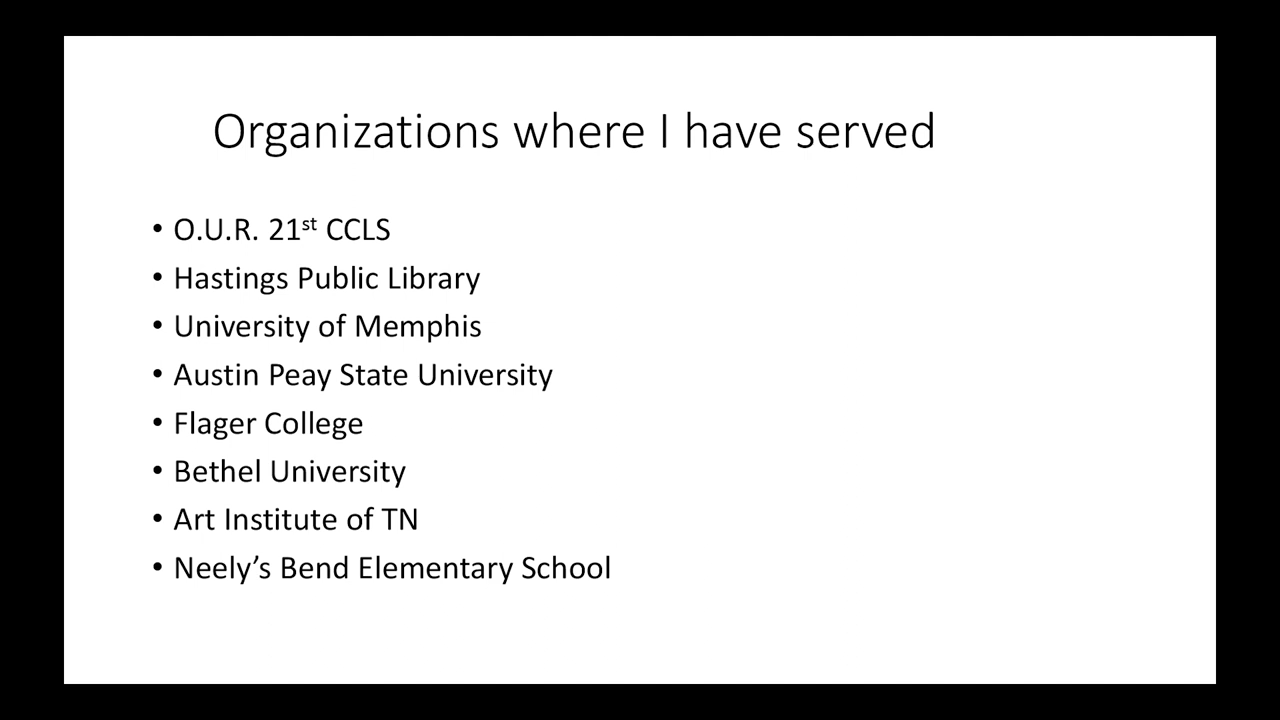 Organizations where I have served
• O.U.R. 21st CCLS
• Hastings Public Library
• University of Memphis
• Austin Peay State University
• Flager College
• Bethel University
• Art Institute of TN
• Neely’s Bend Elementary School